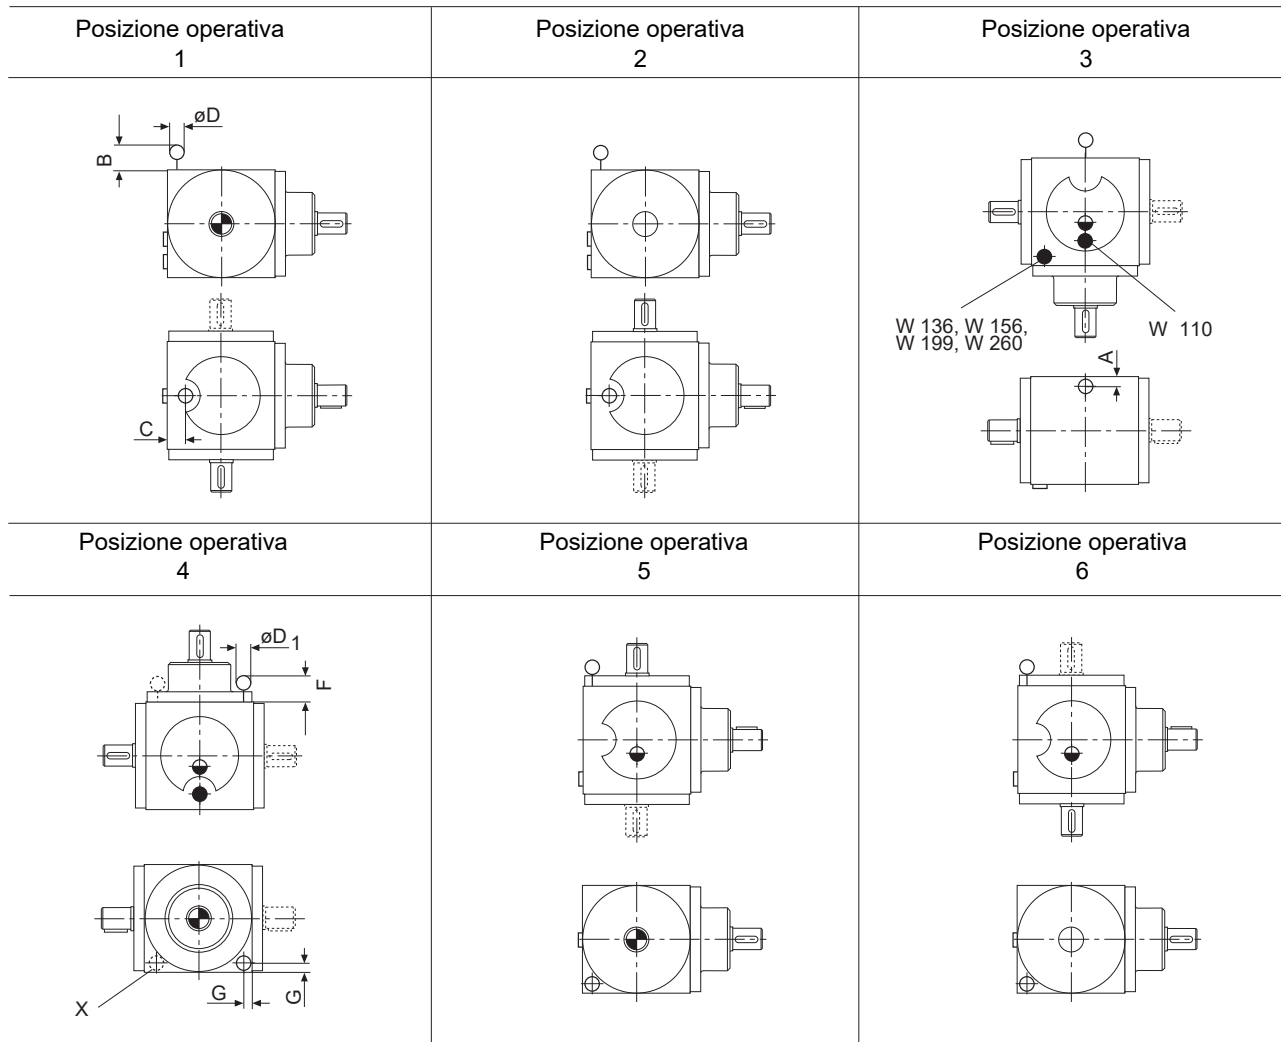 Posizione operativa
1
Posizione operativa
2
Posizione operativa
3
øD
B
C
W 136, W 156,
W 199, W 260
W 110
A
Posizione operativa
4
Posizione operativa
5
Posizione operativa
6
øD 1
F
X
G
G